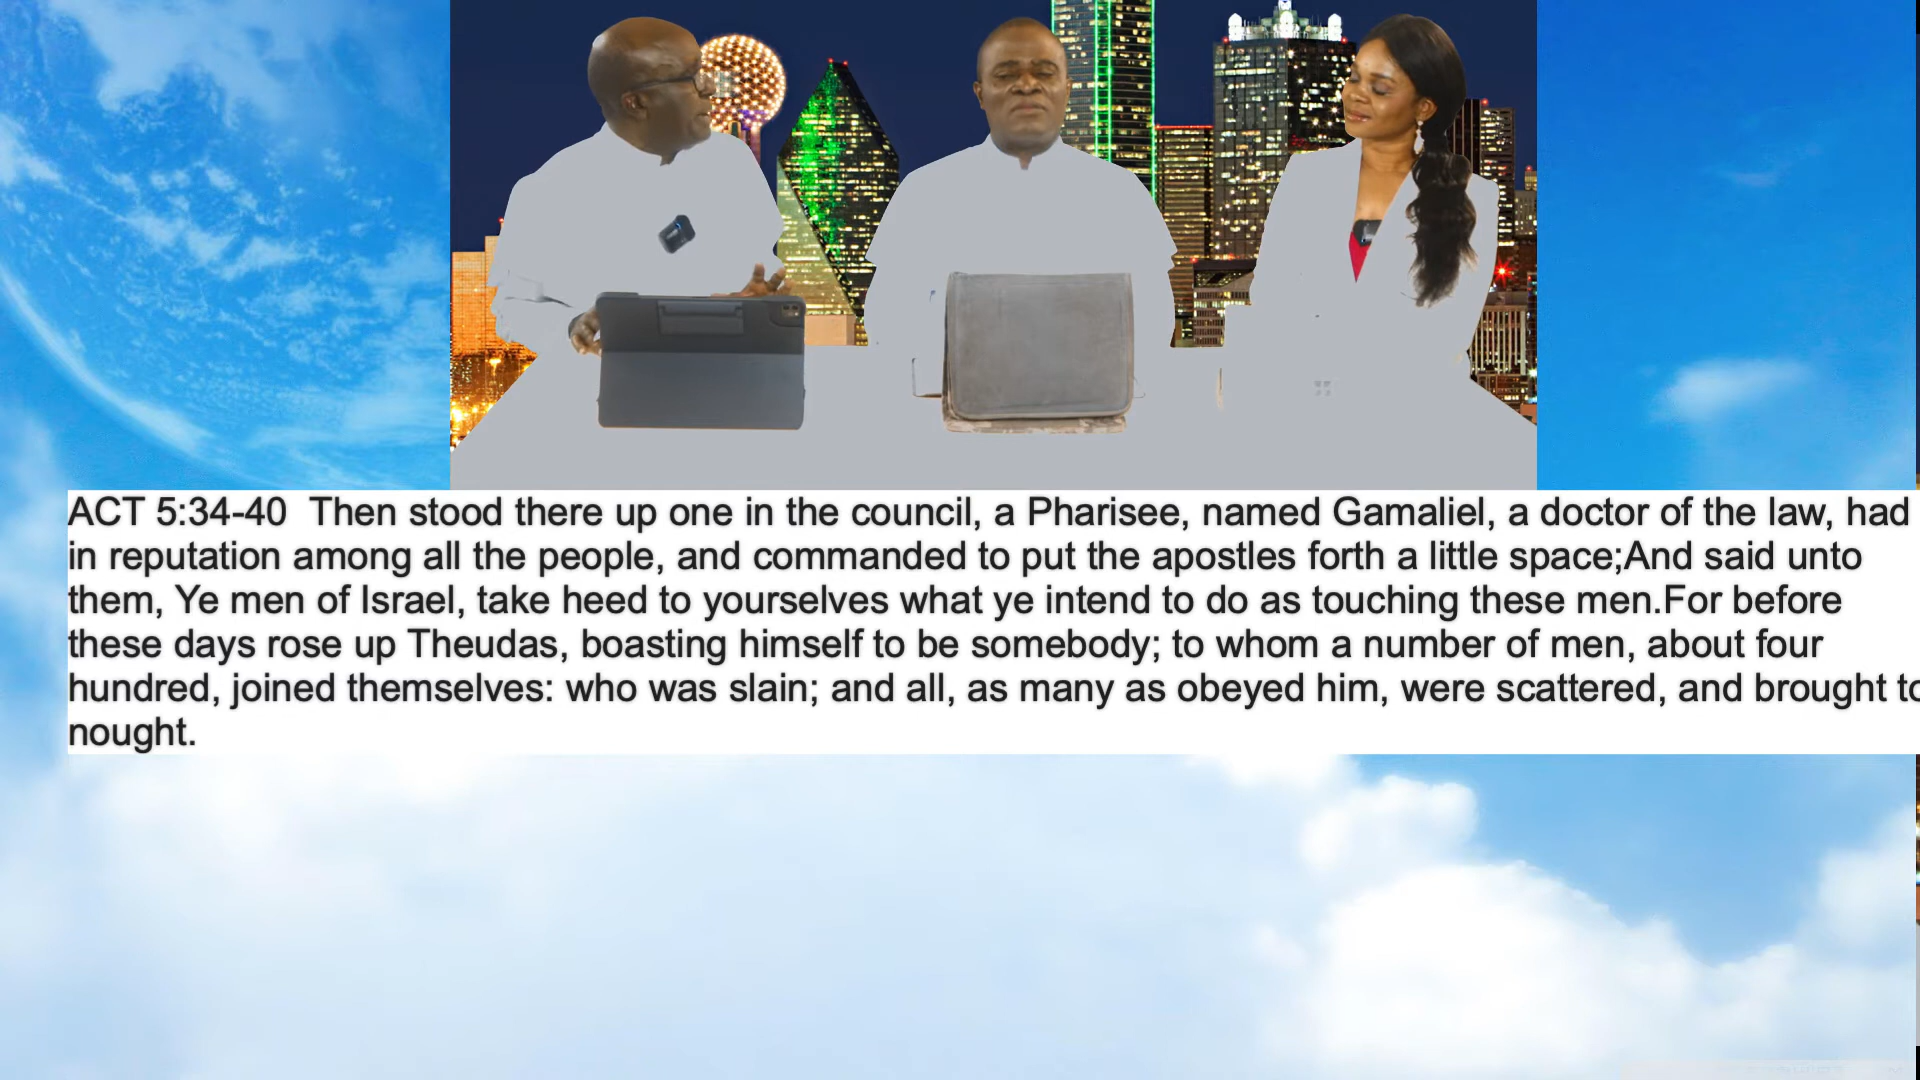 ACT 5:34-40  Then stood there up one in the council, a Pharisee, named Gamaliel, a doctor of the law, had
in reputation among all the people, and commanded to put the apostles forth a little space;And said unto
them, Ye men of Israel, take heed to yourselves what ye intend to do as touching these men.For before
these days rose up Theudas, boasting himself to be somebody; to whom a number of men, about four
hundred, joined themselves: who was slain; and all, as many as obeyed him, were scattered, and brought to
nought.